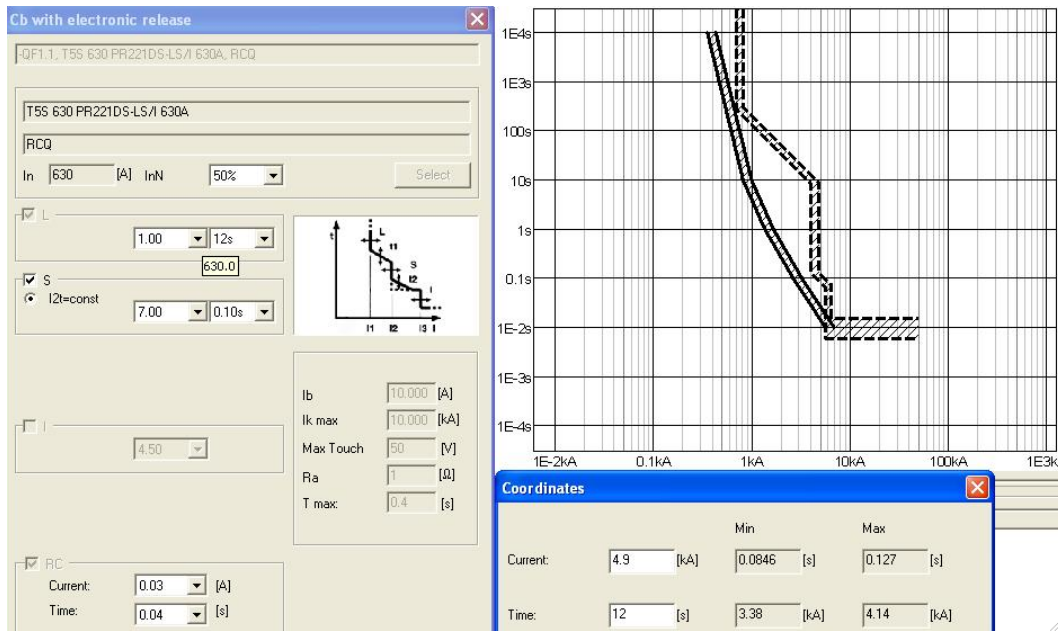 Cb with electronic release
-QF1.1, T5S 630 PR221DS-LS/I 630A, RCQ
T5S 630 PR221DS-LS/I 630A
RCQ
In 630 [A] InN 50% Select
L
1.00 12s
630.0
S
I2t=const
7.00 0.10s
t
L
t1
S
t2
I
I1 I2 I3 I
I
4.50
Ib 10.000 [A]
Ik max 10.000 [kA]
Max Touch 50 [V]
Ra 1 [Ω]
T max: 0.4 [s]
RC
Current: 0.03 [A]
Time: 0.04 [s]
1E4s
1E3s
100s
10s
1s
0.1s
1E-2s
1E-3s
1E-4s
1E-2kA 0.1kA 1kA 10kA 100kA 1E3k
Coordinates
Min Max
Current: 4.9 [kA] 0.0846 [s] 0.127 [s]
Time: 12 [s] 3.38 [kA] 4.14 [kA]